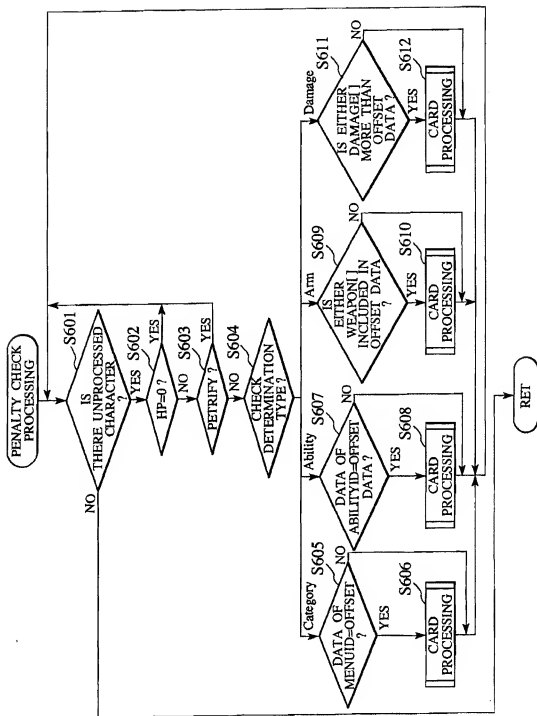 PENALTY CHECK
PROCESSING
S601
IS
THERE UNPROCESSED
CHARACTER
?
NO
YES
S602
HP=0 ?
YES
NO
S603
PETRIFY ?
YES
NO
S604
CHECK
DETERMINATION
TYPE
Category
S605
DATA OF
MENUID=OFFSET
?
NO
YES
S606
CARD
PROCESSING
Ability
S607
DATA OF
ABILITYID=OFFSET
DATA ?
NO
YES
S608
CARD
PROCESSING
Arm
S609
IS
EITHER
WEAPON[]
INCLUDED IN
OFFSET DATA
?
NO
YES
S610
CARD
PROCESSING
Damage
S611
IS EITHER
DAMAGE[]
MORE THAN
OFFSET
DATA ?
NO
YES
S612
CARD
PROCESSING
RET